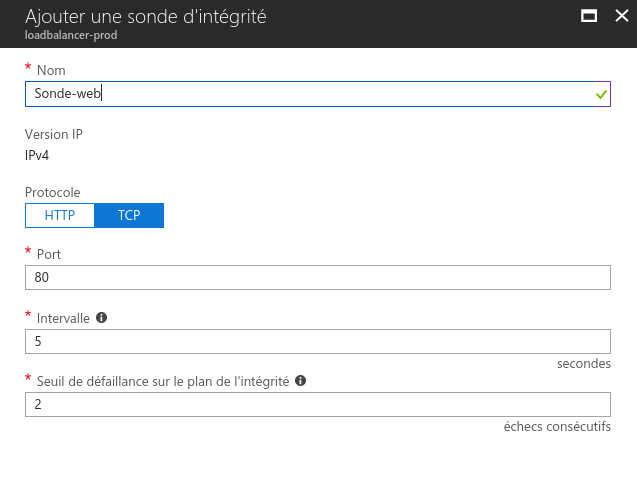 Ajouter une sonde d'intégrité
loadbalancer-prod
* Nom
Sonde-web
Version IP
IPv4
Protocole
HTTP TCP
* Port
80
* Intervalle
5
secondes
* Seuil de défaillance sur le plan de l'intégrité
2
échecs consécutifs